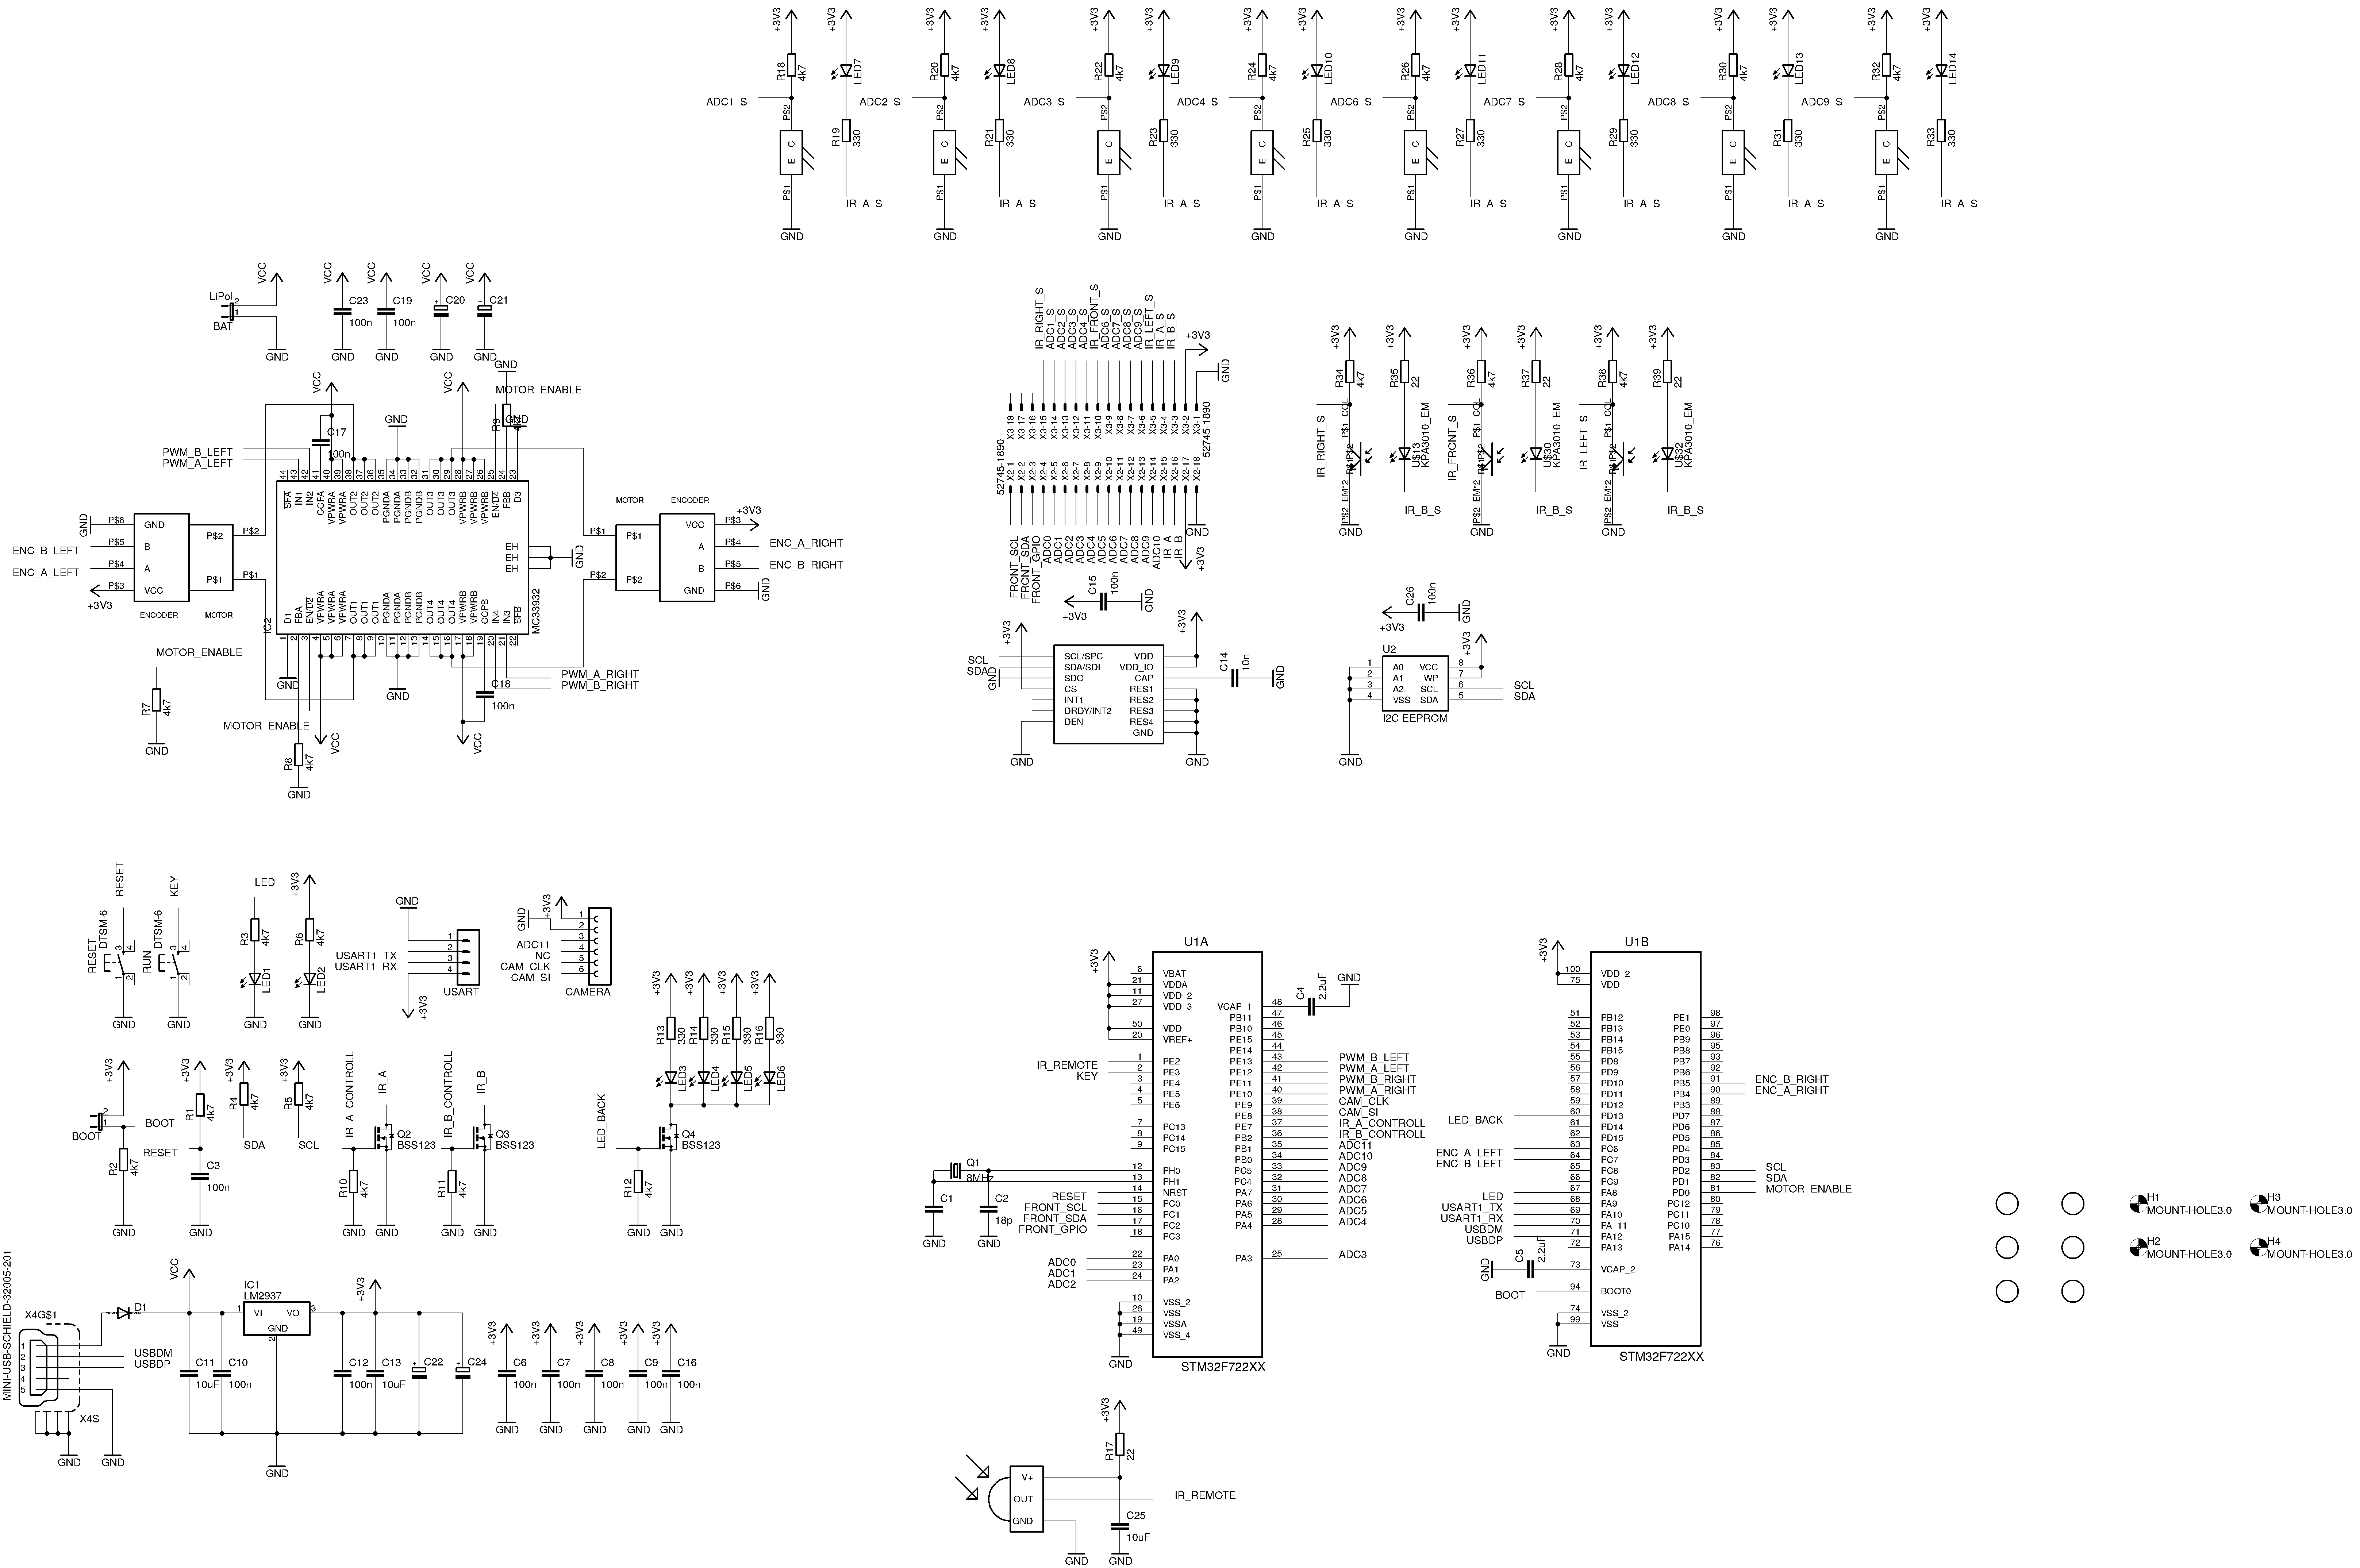 +3V3 +3V3 +3V3 +3V3 +3V3 +3V3 +3V3 +3V3 +3V3 +3V3 +3V3 +3V3 +3V3 +3V3 +3V3 +3V3
R18 4k7 LED7 R20 4k7 LED8 R22 4k7 LED9 R24 4k7 LED10 R26 4k7 LED11 R28 4k7 LED12 R30 4k7 LED13 R32 4k7 LED14
ADC1_S ADC2_S ADC3_S ADC4_S ADC6_S ADC7_S ADC8_S ADC9_S
P$2 P$2 P$2 P$2 P$2 P$2 P$2 P$2
R19 330 R21 330 R23 330 R25 330 R27 330 R29 330 R31 330 R33 330
E C E C E C E C E C E C E C E C
P$1 P$1 P$1 P$1 P$1 P$1 P$1 P$1
IR_A_S IR_A_S IR_A_S IR_A_S IR_A_S IR_A_S IR_A_S IR_A_S
GND GND GND GND GND GND GND GND
VCC VCC VCC VCC VCC
LiPol 2 1 BAT
C23 100n C19 100n C20 C21
GND GND GND GND GND
VCC VCC GND
MOTOR_ENABLE
R9 GND
C17 100n GND
PWM_B_LEFT
PWM_A_LEFT
44 43 42 41 40 39 38 37 36 35 34 33 32 31 30 29 28 27 26 25 24 23
SFA IN1 IN2 CCPA VPWRA VPWRA OUT2 OUT2 OUT2 PGNDA PGNDA PGNDB PGNDB OUT3 OUT3 OUT3 VPWRB VPWRB VPWRB EN/D4 FBB D3
EH
EH
EH
GND
D1 FBA EN/D2 VPWRA VPWRA VPWRA OUT1 OUT1 OUT1 PGNDA PGNDA PGNDB PGNDB OUT4 OUT4 OUT4 VPWRB VPWRB CCPB IN4 IN3 SFB
1 2 3 4 5 6 7 8 9 10 11 12 13 14 15 16 17 18 19 20 21 22
IC2
MC33932
GND P$6 GND P$2 P$2
ENC_B_LEFT P$5 B
ENC_A_LEFT P$4 A
+3V3 P$3 VCC P$1 P$1
ENCODER MOTOR
MOTOR ENCODER
P$1 P$1 VCC P$3 +3V3
A P$4 ENC_A_RIGHT
B P$5 ENC_B_RIGHT
P$2 P$2 GND P$6 GND
MOTOR_ENABLE
R7 4k7
GND
GND GND
MOTOR_ENABLE
VCC VCC
C18 100n
PWM_A_RIGHT
PWM_B_RIGHT
R8 4k7
GND
IR_RIGHT_S ADC1_S ADC2_S ADC3_S ADC4_S IR_FRONT_S ADC6_S ADC7_S ADC8_S ADC9_S IR_LEFT_S IR_A_S IR_B_S +3V3 GND
X3-18 X3-17 X3-16 X3-15 X3-14 X3-13 X3-12 X3-11 X3-10 X3-9 X3-8 X3-7 X3-6 X3-5 X3-4 X3-3 X3-2 X3-1
52745-1890
X2-1 X2-2 X2-3 X2-4 X2-5 X2-6 X2-7 X2-8 X2-9 X2-10 X2-11 X2-12 X2-13 X2-14 X2-15 X2-16 X2-17 X2-18
52745-1890
FRONT_SCL FRONT_SDA FRONT_GPIO ADC0 ADC1 ADC2 ADC3 ADC4 ADC5 ADC6 ADC7 ADC8 ADC9 ADC10 IR_A IR_B +3V3 GND
+3V3 +3V3 +3V3 +3V3 +3V3 +3V3
R34 4k7 R35 22 R36 4k7 R37 22 R38 4k7 R39 22
IR_RIGHT_S IR_FRONT_S IR_LEFT_S
U$13 KPA3010_EM U$30 KPA3010_EM U$32 KPA3010_EM
IR_B_S IR_B_S IR_B_S
GND GND GND
C15 100n +3V3 GND
+3V3 +3V3
SCL SCL/SPC VDD
SDA SDA/SDI VDD_IO
GND SDO CAP C14 10n GND
CS RES1
INT1 RES2
DRDY/INT2 RES3
DEN RES4
GND
GND GND
C26 100n +3V3 GND
+3V3
U2
1 A0 VCC 8
2 A1 WP 7
3 A2 SCL 6 SCL
4 VSS SDA 5 SDA
I2C EEPROM
GND
RESET KEY LED +3V3
RESET DTSM-6 3 4 1 2
RUN DTSM-6 3 4 1 2
R3 4k7 R6 4k7
LED1 LED2
GND GND GND GND
GND
1
USART1_TX 2
USART1_RX 3
4
+3V3
USART
GND +3V3
1
2
ADC11 3
NC 4
CAM_CLK 5
CAM_SI 6
CAMERA
+3V3 +3V3 +3V3 +3V3
R13 330 R14 330 R15 330 R16 330
LED3 LED4 LED5 LED6
+3V3 +3V3 +3V3 +3V3
2 1 BOOT BOOT
R1 4k7 R4 4k7 R5 4k7
SDA SCL
R2 4k7
RESET
C3 100n
GND GND
IR_A_CONTROLL IR_A IR_B_CONTROLL IR_B LED_BACK
Q2 BSS123 Q3 BSS123 Q4 BSS123
R10 4k7 R11 4k7 R12 4k7
GND GND GND GND GND GND
MINI-USB-SHIELD-32005-201
X4G$1
1
2 USBDM
3 USBDP
4
5
X4S
GND GND
D1
VCC
IC1
LM2937
1 VI VO 3
GND
2
+3V3
C11 10uF C10 100n C12 100n C13 10uF C22 C24
GND
+3V3 +3V3 +3V3 +3V3 +3V3
C6 100n C7 100n C8 100n C9 100n C16 100n
GND GND GND GND GND
U1A
+3V3
6 VBAT
21 VDDA
11 VDD_2
27 VDD_3 VCAP_1 48 C4 2.2uF GND
PB11 47
50 VDD PB10 46
20 VREF+ PE15 45
PE14 44
IR_REMOTE 1 PE2 PE13 43 PWM_B_LEFT
KEY 2 PE3 PE12 42 PWM_A_LEFT
3 PE4 PE11 41 PWM_B_RIGHT
4 PE5 PE10 40 PWM_A_RIGHT
5 PE6 PE9 39 CAM_CLK
PE8 38 CAM_SI
7 PC13 PE7 37 IR_A_CONTROLL
8 PC14 PB2 36 IR_B_CONTROLL
9 PC15 PB1 35 ADC11
PB0 34 ADC10
Q1 8MHz 12 PH0 PC5 33 ADC9
13 PH1 PC4 32 ADC8
14 NRST PA7 31 ADC7
RESET 15 PC0 PA6 30 ADC6
FRONT_SCL 16 PC1 PA5 29 ADC5
FRONT_SDA 17 PC2 PA4 28 ADC4
FRONT_GPIO 18 PC3
C1 C2 18p
GND GND
ADC0 22 PA0 PA3 25 ADC3
ADC1 23 PA1
ADC2 24 PA2
10 VSS_2
26 VSS
19 VSSA
49 VSS_4
GND
STM32F722XX
U1B
+3V3
100 VDD_2
75 VDD
51 PB12 PE1 98
52 PB13 PE0 97
53 PB14 PB9 96
54 PB15 PB8 95
55 PD8 PB7 93
56 PD9 PB6 92
57 PD10 PB5 91 ENC_B_RIGHT
58 PD11 PB4 90 ENC_A_RIGHT
59 PD12 PB3 89
LED_BACK 60 PD13 PD7 88
61 PD14 PD6 87
62 PD15 PD5 86
ENC_A_LEFT 63 PC6 PD4 85
ENC_B_LEFT 64 PC7 PD3 84
65 PC8 PD2 83 SCL
66 PC9 PD1 82 SDA
LED 67 PA8 PD0 81 MOTOR_ENABLE
USART1_TX 68 PA9 PC12 80
USART1_RX 69 PA10 PC11 79
USBDM 70 PA_11 PC10 78
USBDP 71 PA12 PA15 77
72 PA13 PA14 76
GND C5 2.2uF 73 VCAP_2
BOOT 94 BOOT0
74 VSS_2
99 VSS
GND
STM32F722XX
H1 MOUNT-HOLE3.0 H3 MOUNT-HOLE3.0
H2 MOUNT-HOLE3.0 H4 MOUNT-HOLE3.0
+3V3
R17 22
V+
OUT IR_REMOTE
GND
C25 10uF
GND GND